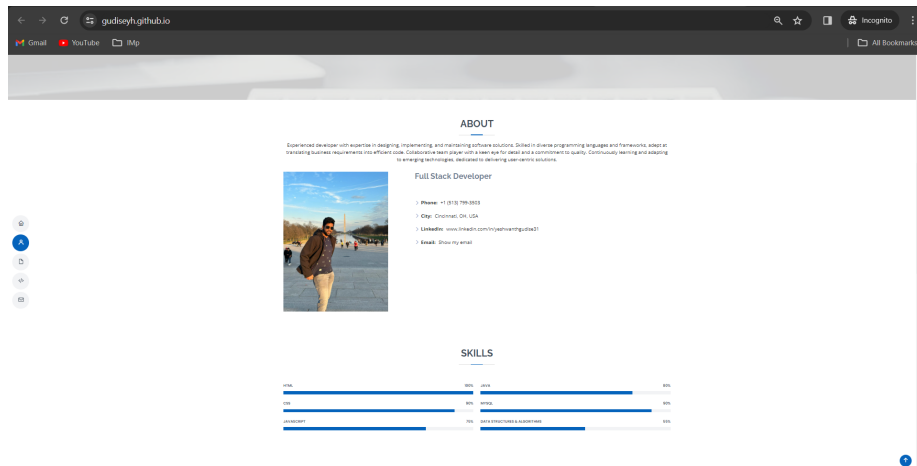 gudiseyh.github.io
Incognito
Gmail
YouTube
IMp
All Bookmarks
ABOUT
Experienced developer with expertise in designing, implementing, and maintaining software solutions. Skilled in diverse programming languages and frameworks, adept at
translating business requirements into efficient code. Collaborative team player with a keen eye for detail and a commitment to quality. Continuously learning and adapting
to emerging technologies, dedicated to delivering user-centric solutions.
Full Stack Developer
Phone: +1 (513) 799-3503
City: Cincinnati, OH, USA
LinkedIn: www.linkedin.com/in/yashwanthgudise31
Email: Show my email
SKILLS
HTML 100% JAVA 80%
CSS 90% MYSQL 90%
JAVASCRIPT 75% DATA STRUCTURES & ALGORITHMS 55%